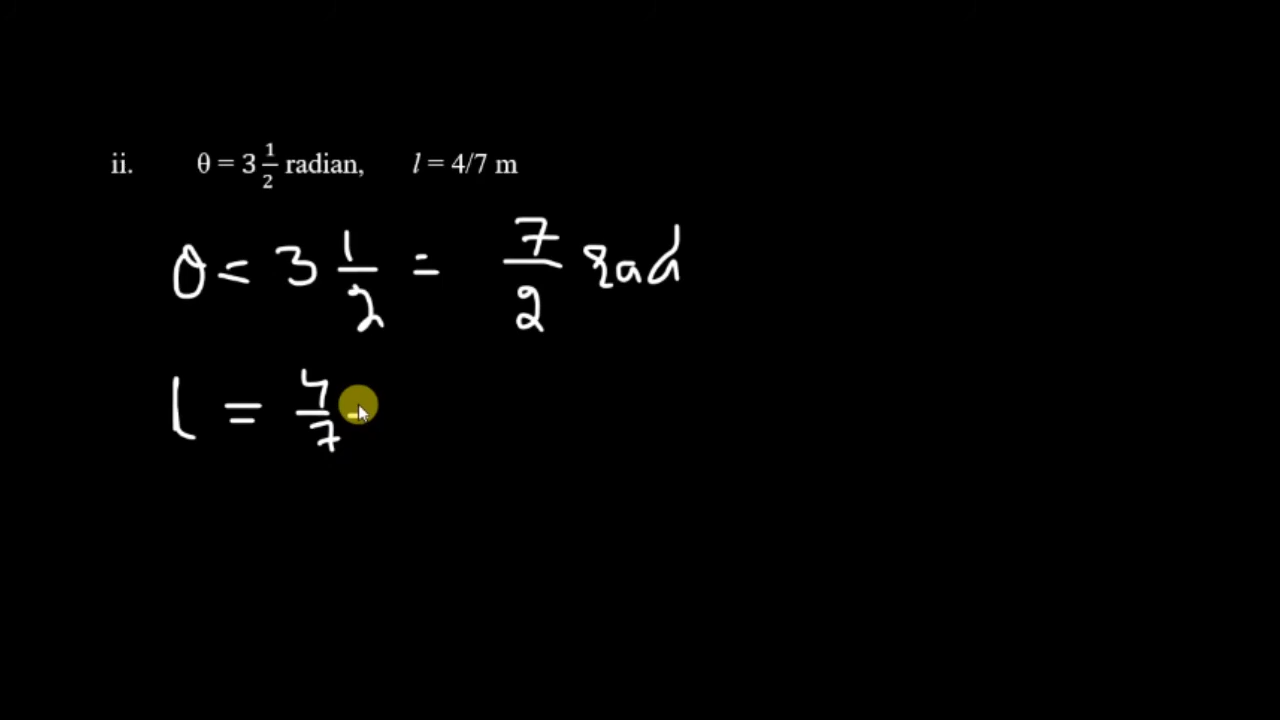 ii. θ = 3 1/2 radian, l = 4/7 m
θ = 3 1/2 = 7/2 rad
l = 4/7